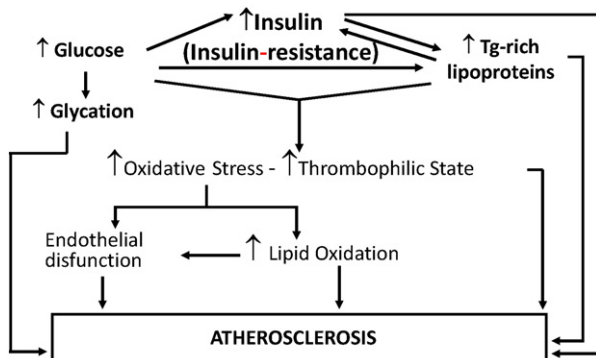 ↑Insulin
↑ Glucose
(Insulin-resistance)
↑ Tg-rich
lipoproteins
↑ Glycation
↑Oxidative Stress - ↑Thrombophilic State
Endothelial
disfunction
↑ Lipid Oxidation
ATHEROSCLEROSIS